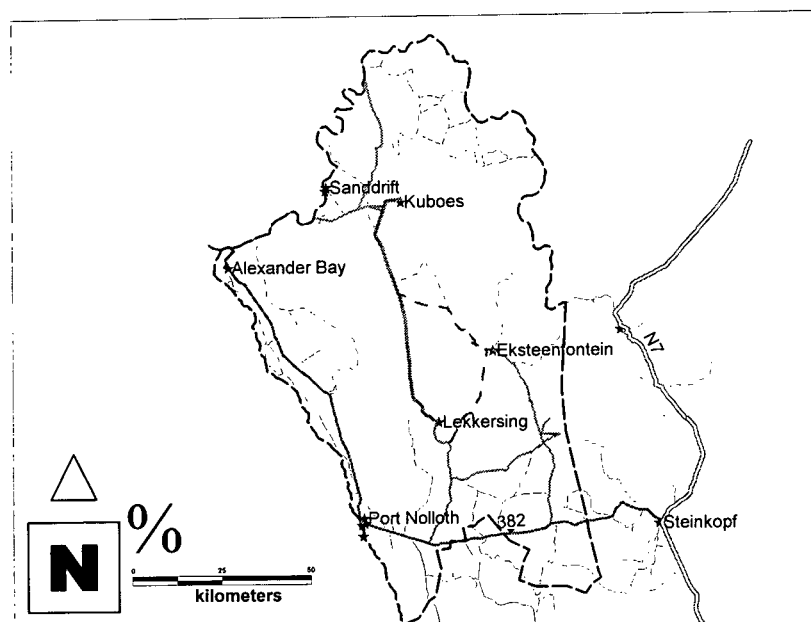 Sanddrift
Kuboes
Alexander Bay
N7
Eksteenfontein
Lekkersing
Port Nolloth
382
Steinkopf
%
N
0 25 50
kilometers